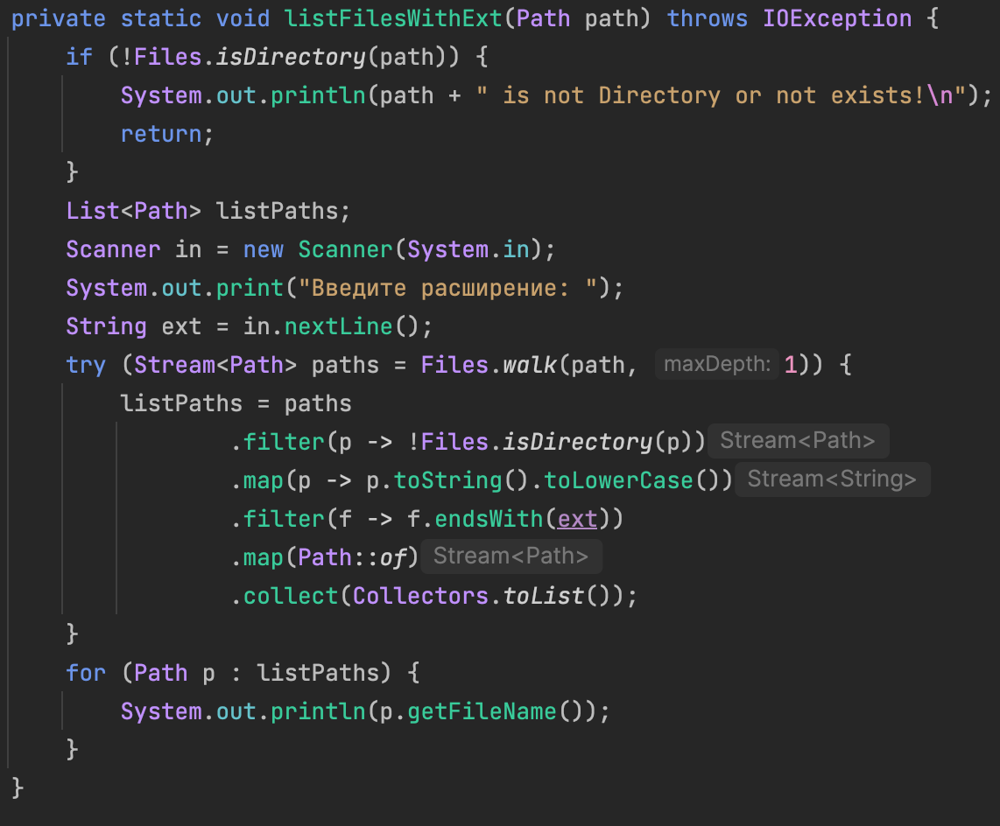 private static void listFilesWithExt(Path path) throws IOException {
    if (!Files.isDirectory(path)) {
        System.out.println(path + " is not Directory or not exists!\n");
        return;
    }
    List<Path> listPaths;
    Scanner in = new Scanner(System.in);
    System.out.print("Введите расширение: ");
    String ext = in.nextLine();
    try (Stream<Path> paths = Files.walk(path, maxDepth: 1)) {
        listPaths = paths
                .filter(p -> !Files.isDirectory(p)) Stream<Path>
                .map(p -> p.toString().toLowerCase()) Stream<String>
                .filter(f -> f.endsWith(ext))
                .map(Path::of) Stream<Path>
                .collect(Collectors.toList());
    }
    for (Path p : listPaths) {
        System.out.println(p.getFileName());
    }
}